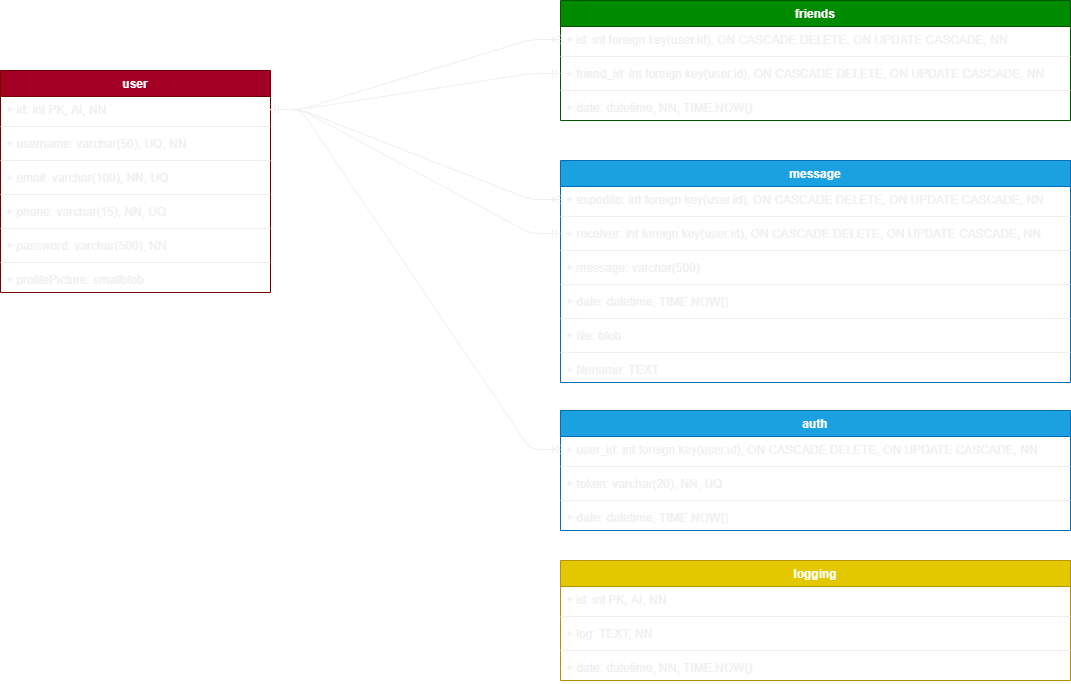 user
+ id: int PK, AI, NN
+ username: varchar(50), UQ, NN
+ email: varchar(100), NN, UQ
+ phone: varchar(15), NN, UQ
+ password: varchar(500), NN
+ profilePicture: smallblob
friends
+ id: int foreign key(user.id), ON CASCADE DELETE, ON UPDATE CASCADE, NN
+ friend_id: int foreign key(user.id), ON CASCADE DELETE, ON UPDATE CASCADE, NN
+ date: datetime, NN, TIME.NOW()
message
+ expedito: int foreign key(user.id), ON CASCADE DELETE, ON UPDATE CASCADE, NN
+ receiver: int foreign key(user.id), ON CASCADE DELETE, ON UPDATE CASCADE, NN
+ message: varchar(500)
+ date: datetime, TIME.NOW()
+ file: blob
+ filename: TEXT
auth
+ user_id: int foreign key(user.id), ON CASCADE DELETE, ON UPDATE CASCADE, NN
+ token: varchar(20), NN, UQ
+ date: datetime, TIME.NOW()
logging
+ id: int PK, AI, NN
+ log: TEXT, NN
+ date: datetime, NN, TIME.NOW()